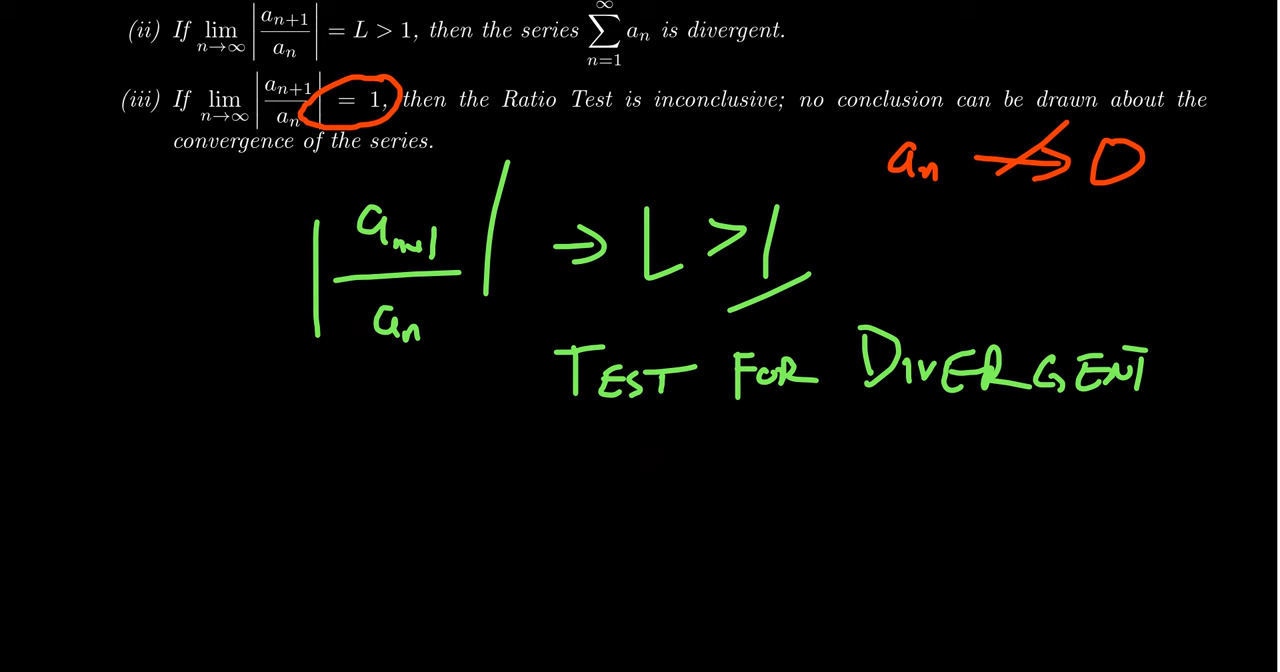 (ii) If lim n→∞ |a_{n+1}/a_n| = L > 1, then the series ∑_{n=1}^{∞} a_n is divergent.
(iii) If lim n→∞ |a_{n+1}/a_n| = 1, then the Ratio Test is inconclusive; no conclusion can be drawn about the
convergence of the series.
a_n ↛ 0
|a_{n+1}/a_n| → L > 1
TEST FOR DIVERGENT